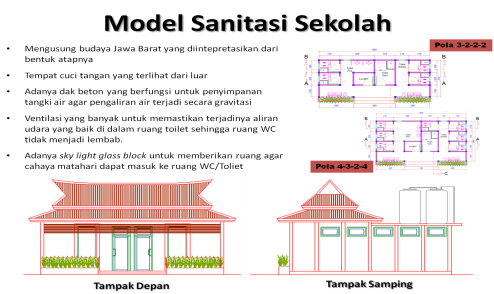 Model Sanitasi Sekolah
• Mengusung budaya Jawa Barat yang diintepretasikan dari
bentuk atapnya
• Tempat cuci tangan yang terlihat dari luar
• Adanya dak beton yang berfungsi untuk penyimpanan
tangki air agar pengaliran air terjadi secara gravitasi
• Ventilasi yang banyak untuk memastikan terjadinya aliran
udara yang baik di dalam ruang toilet sehingga ruang WC
tidak menjadi lembab.
• Adanya sky light glass block untuk memberikan ruang agar
cahaya matahari dapat masuk ke ruang WC/Toliet
Pola 3-2-2-2
B
B
A
A
B
B
A
A
C
Pola 4-3-2-4
Tampak Depan
Tampak Samping